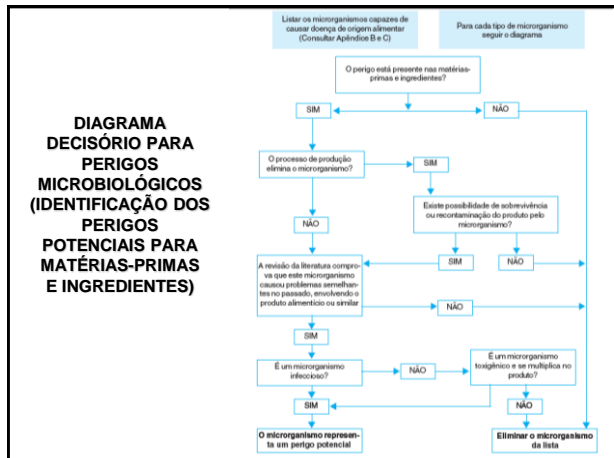 DIAGRAMA
DECISÓRIO PARA
PERIGOS
MICROBIOLÓGICOS
(IDENTIFICAÇÃO DOS
PERIGOS
POTENCIAIS PARA
MATÉRIAS-PRIMAS
E INGREDIENTES)
Listar os microrganismos capazes de
causar doença de origem alimentar
(Consultar Apêndice B e C)
Para cada tipo de microrganismo
seguir o diagrama
O perigo está presente nas matérias-
primas e ingredientes?
SIM
NÃO
O processo de produção
elimina o microrganismo?
SIM
Existe possibilidade de sobrevivência
ou recontaminação do produto pelo
microrganismo?
NÃO
SIM
NÃO
A revisão da literatura compro-
va que este microrganismo
causou problemas semelhan-
tes no passado, envolvendo o
produto alimentício ou similar
NÃO
SIM
É um microrganismo
infeccioso?
NÃO
É um microrganismo
toxigênico e se multiplica no
produto?
SIM
NÃO
O microrganismo represen-
ta um perigo potencial
Eliminar o microrganismo
da lista